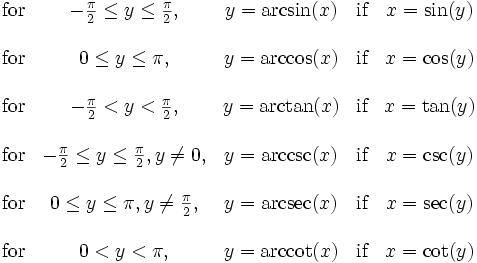 for −π/2 ≤ y ≤ π/2, y = arcsin(x) if x = sin(y)
for 0 ≤ y ≤ π, y = arccos(x) if x = cos(y)
for −π/2 < y < π/2, y = arctan(x) if x = tan(y)
for −π/2 ≤ y ≤ π/2, y ≠ 0, y = arccsc(x) if x = csc(y)
for 0 ≤ y ≤ π, y ≠ π/2, y = arcsec(x) if x = sec(y)
for 0 < y < π, y = arccot(x) if x = cot(y)